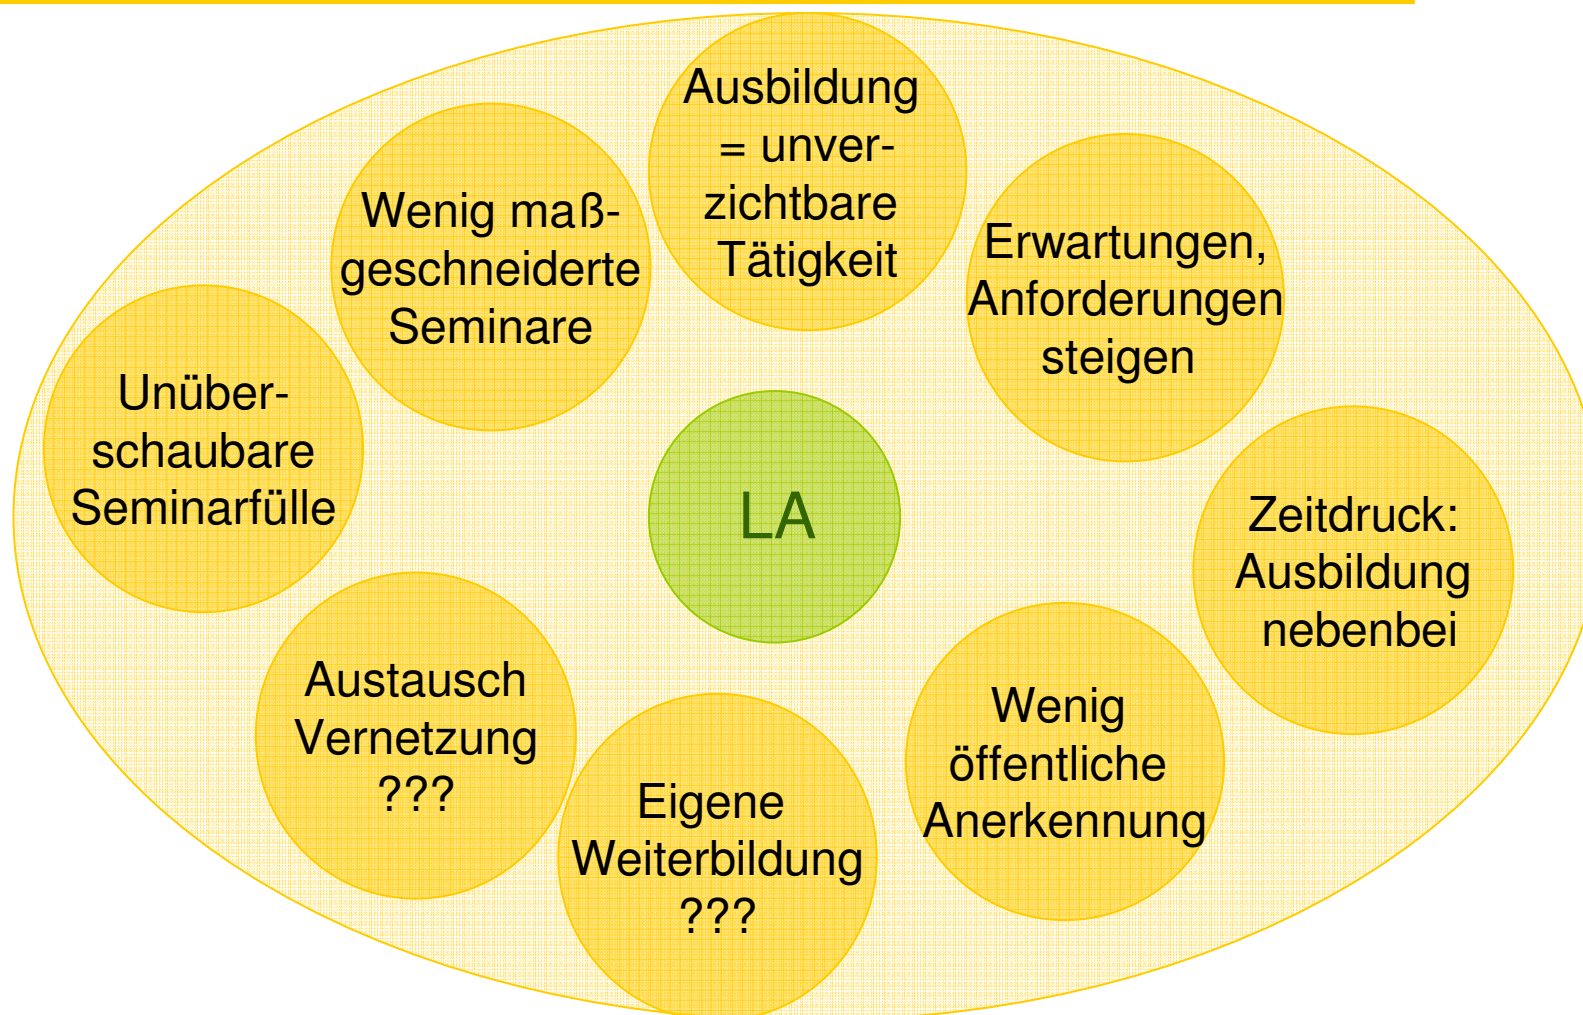 Ausbildung
= unver-
zichtbare
Tätigkeit
Wenig maß-
geschneiderte
Seminare
Erwartungen,
Anforderungen
steigen
Unüber-
schaubare
Seminarfülle
LA
Zeitdruck:
Ausbildung
nebenbei
Austausch
Vernetzung
???
Wenig
öffentliche
Anerkennung
Eigene
Weiterbildung
???